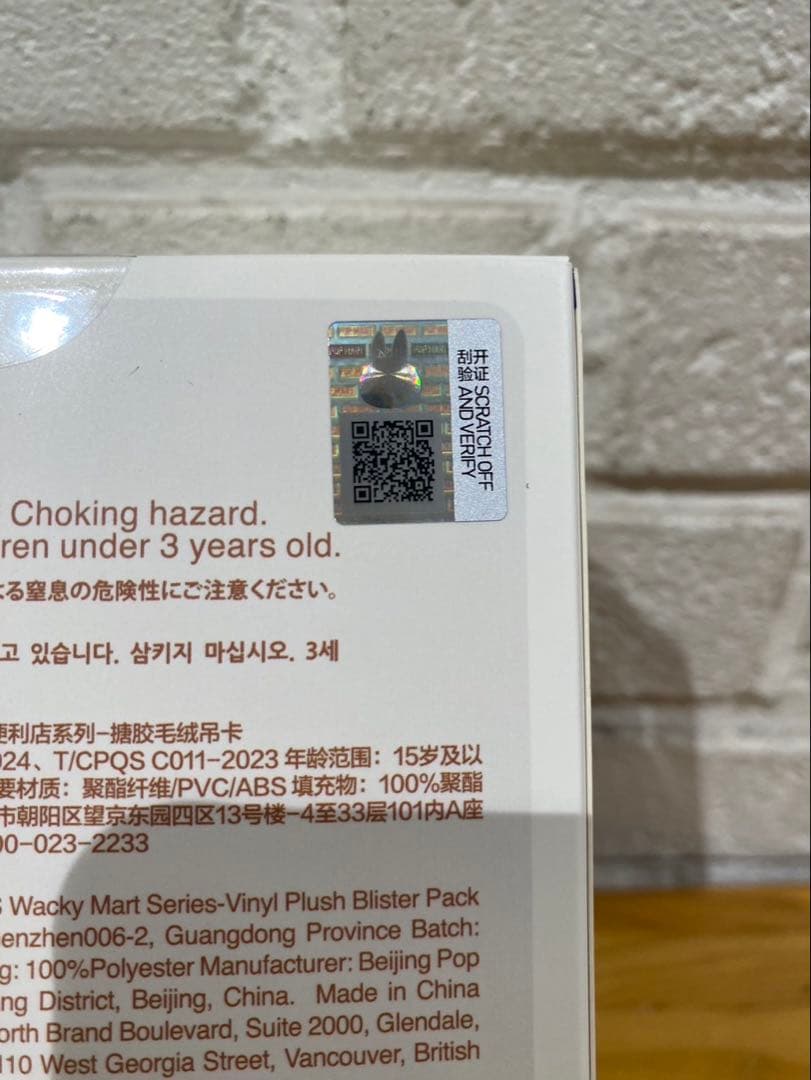 开 证 SCRATCH OFF
刮 验 AND VERIFY
Choking hazard.
ren under 3 years old.
る窒息の危険性にご注意ください。
고 있습니다. 삼키지 마십시오. 3세
便利店系列-搪胶毛绒吊卡
024、T/CPQS C011-2023 年龄范围：15岁及以
要材质：聚酯纤维/PVC/ABS 填充物：100%聚酯
市朝阳区望京东园四区13号楼-4至33层101内A座
00-023-2233
S Wacky Mart Series-Vinyl Plush Blister Pack
enzhen006-2, Guangdong Province Batch:
g: 100%Polyester Manufacturer: Beijing Pop
ng District, Beijing, China. Made in China
orth Brand Boulevard, Suite 2000, Glendale,
110 West Georgia Street, Vancouver, British